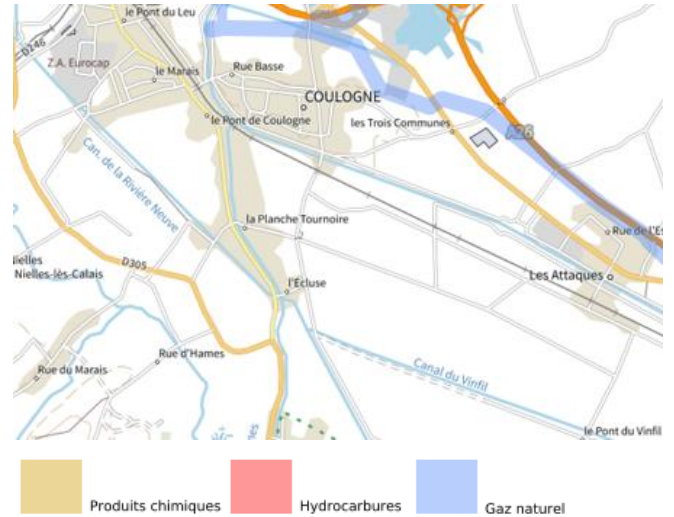 le Pont du Leu
D246
Z.A. Eurocap
le Marais
Rue Basse
COULOGNE
le Pont de Coulogne
les Trois Communes
A26
Can. de la Rivière Neuve
la Planche Tournoire
Rue de l'Es
Nielles
Nielles-lès-Calais
D305
Les Attaques
l'Écluse
Rue d'Hames
Rue du Marais
Canal du Vinfil
le Pont du Vinfil
Produits chimiques
Hydrocarbures
Gaz naturel